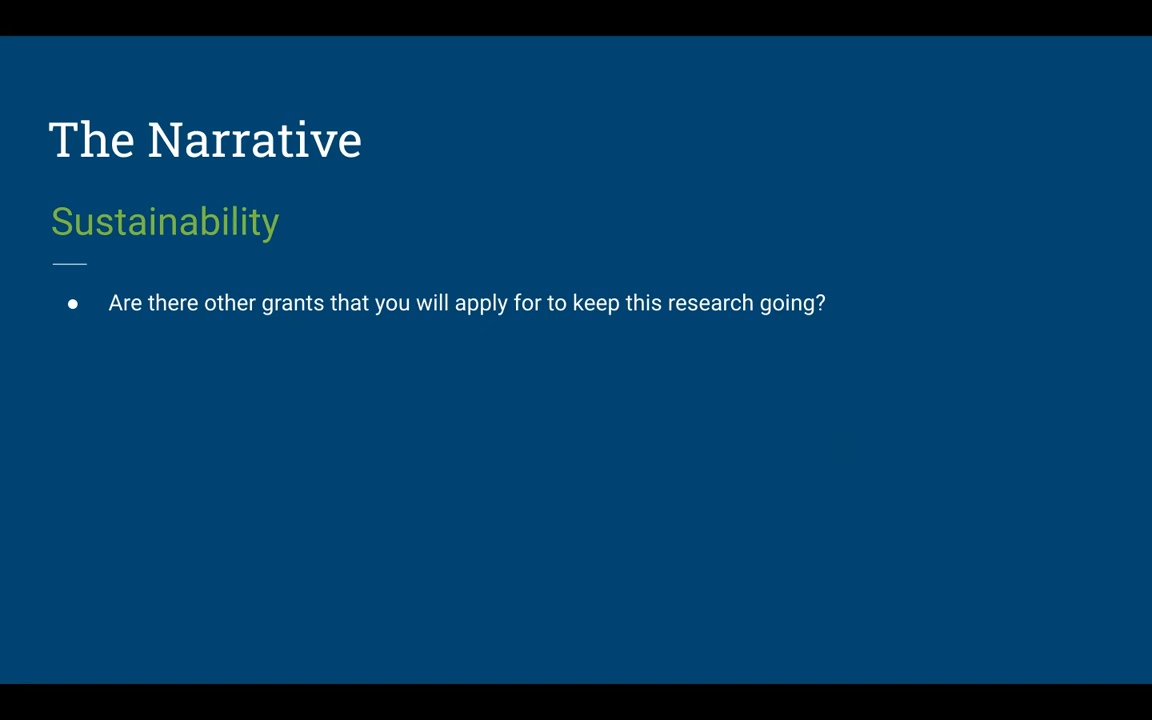 The Narrative
Sustainability
● Are there other grants that you will apply for to keep this research going?